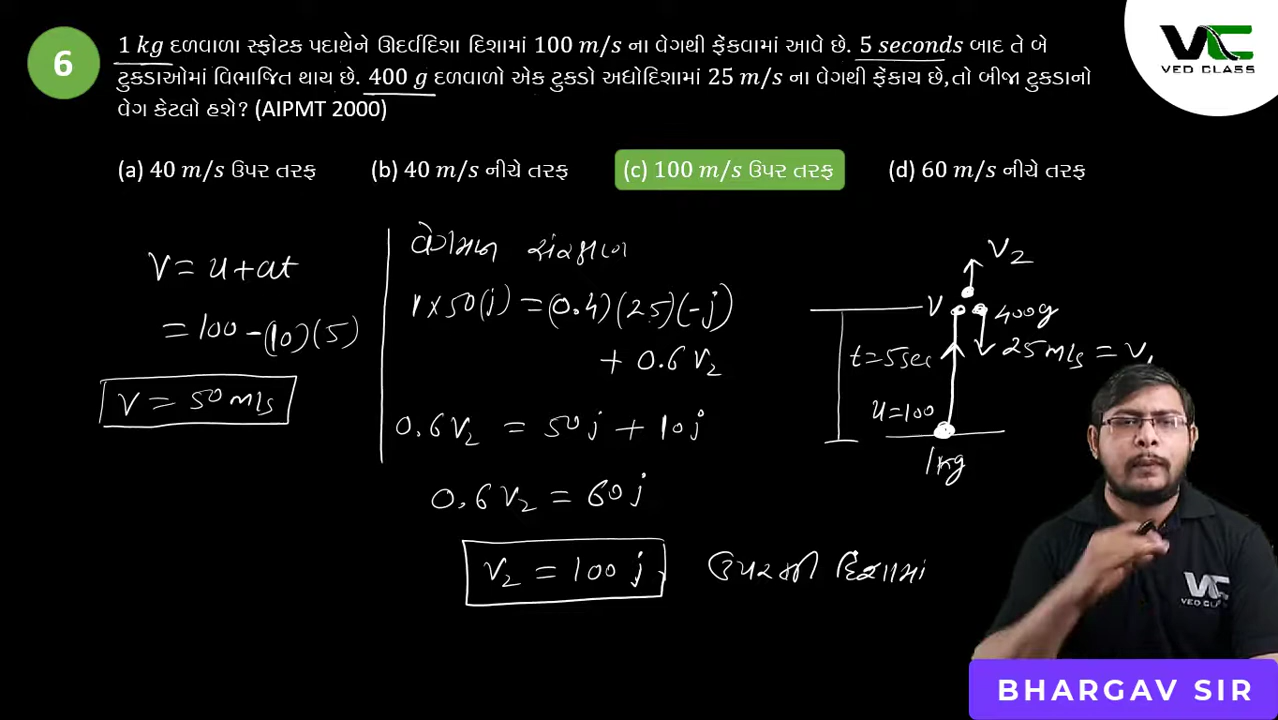 6
1 kg દળવાળા સ્ફોટક પદાર્થને ઊર્ધ્વદિશા દિશામાં 100 m/s ના વેગથી ફેંકવામાં આવે છે. 5 seconds બાદ તે બે
ટુકડાઓમાં વિભાજિત થાય છે. 400 g દળવાળો એક ટુકડો અધોદિશામાં 25 m/s ના વેગથી ફેંકાય છે,તો બીજા ટુકડાનો
વેગ કેટલો હશે? (AIPMT 2000)
VC
VED CLASS
(a) 40 m/s ઉપર તરફ
(b) 40 m/s નીચે તરફ
(c) 100 m/s ઉપર તરફ
(d) 60 m/s નીચે તરફ
V = u + at
= 100 - (10)(5)
V = 50 m/s
વેગમાન સંરક્ષણ
1 × 50 (j) = (0.4)(25)(-j)
+ 0.6 V2
0.6 V2 = 50 j + 10 j
0.6 V2 = 60 j
V2 = 100 j
ઉપરની દિશામાં
V2
V
400g
t = 5 sec
25 m/s = V1
u = 100
1 kg
VC
VED CLASS
BHARGAV SIR